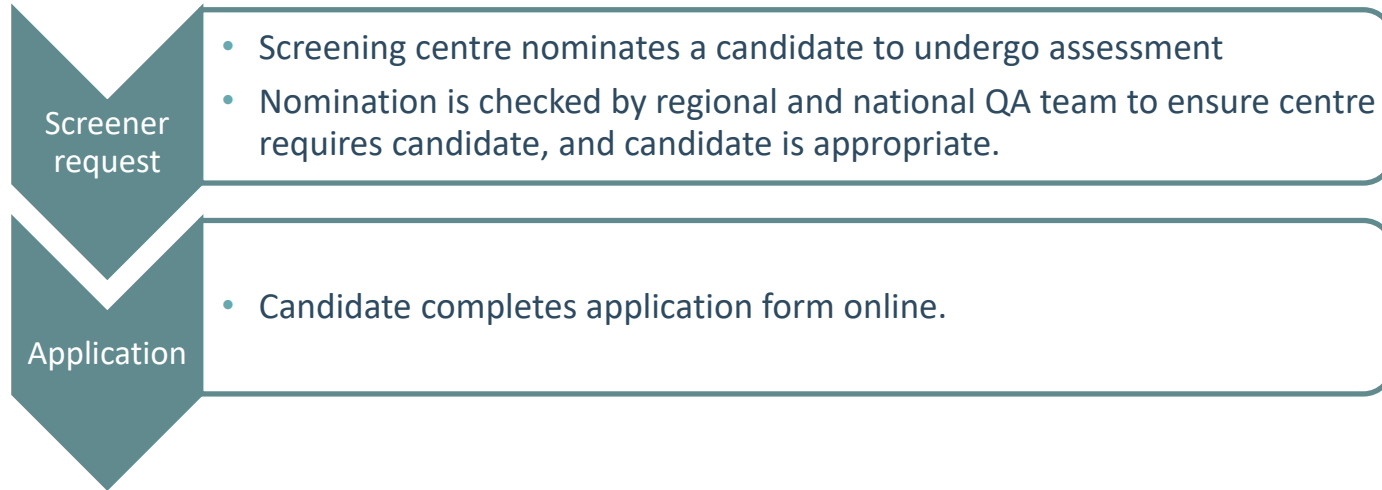 Screener
request
• Screening centre nominates a candidate to undergo assessment
• Nomination is checked by regional and national QA team to ensure centre
requires candidate, and candidate is appropriate.
Application
• Candidate completes application form online.